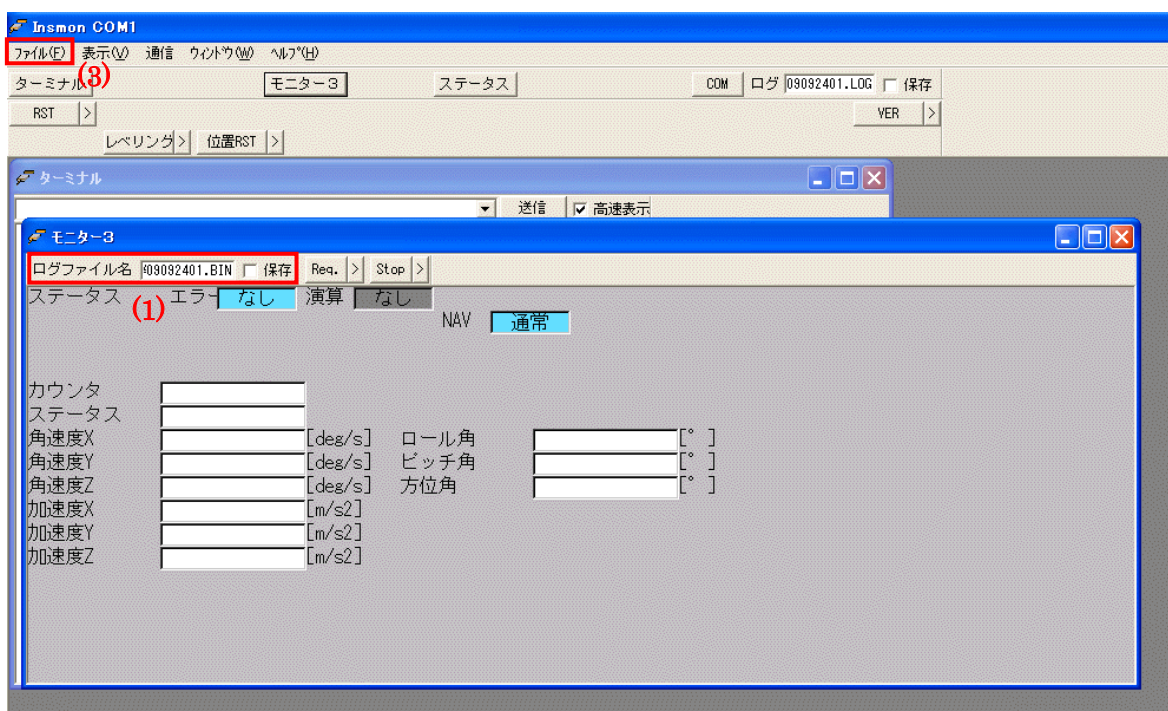 Insmon COM1
ファイル(F) 表示(V) 通信 ウィンドウ(W) ヘルプ(H)
(3)
ターミナル モニター3 ステータス COM ログ 09092401.LOG 保存
RST > VER >
レベリング > 位置RST >
ターミナル
送信 高速表示
モニター3
ログファイル名 09092401.BIN 保存 Req. > Stop >
(1)
ステータス エラー なし 演算 なし
NAV 通常
カウンタ
ステータス
角速度X [deg/s] ロール角 [° ]
角速度Y [deg/s] ピッチ角 [° ]
角速度Z [deg/s] 方位角 [° ]
加速度X [m/s2]
加速度Y [m/s2]
加速度Z [m/s2]